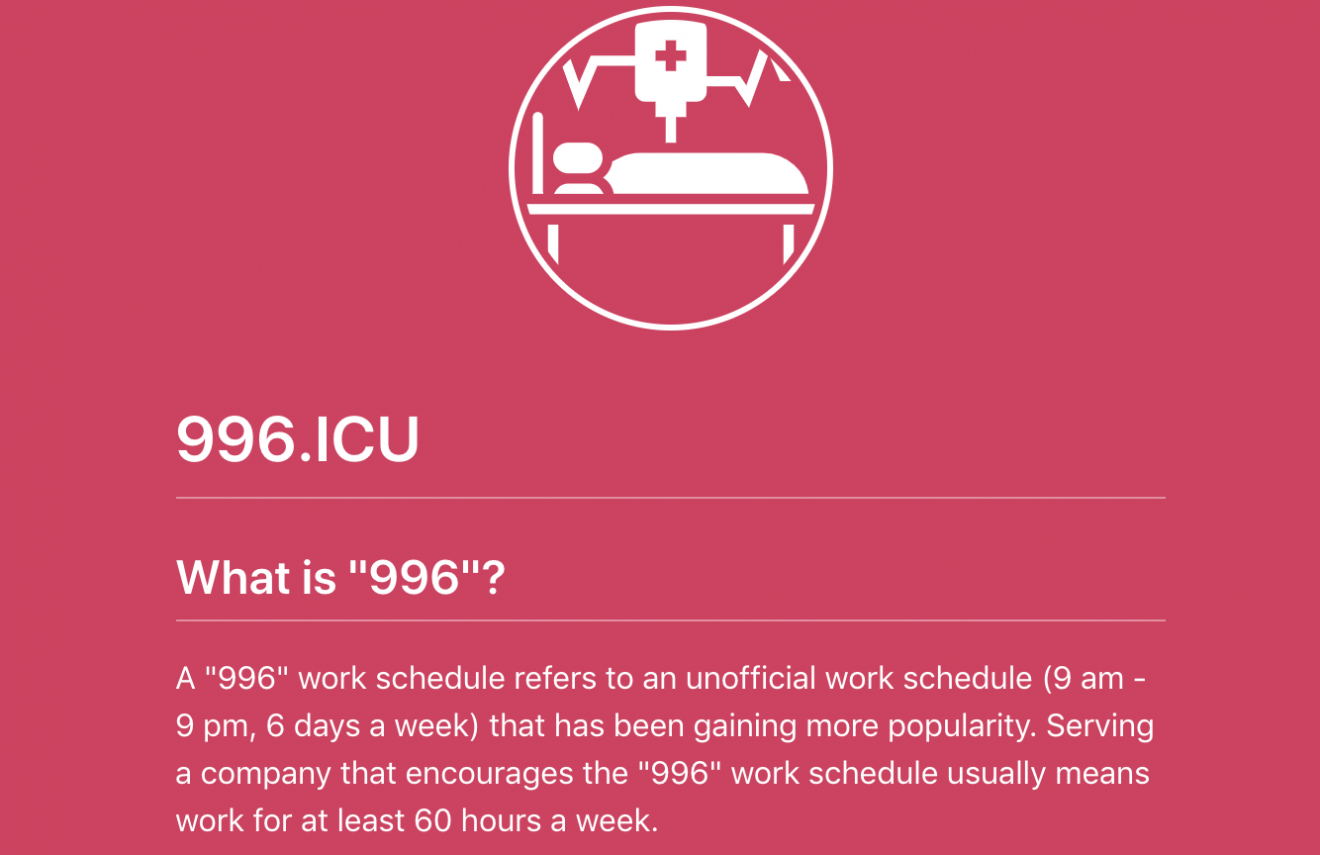 996.ICU
What is "996"?
A "996" work schedule refers to an unofficial work schedule (9 am -
9 pm, 6 days a week) that has been gaining more popularity. Serving
a company that encourages the "996" work schedule usually means
work for at least 60 hours a week.